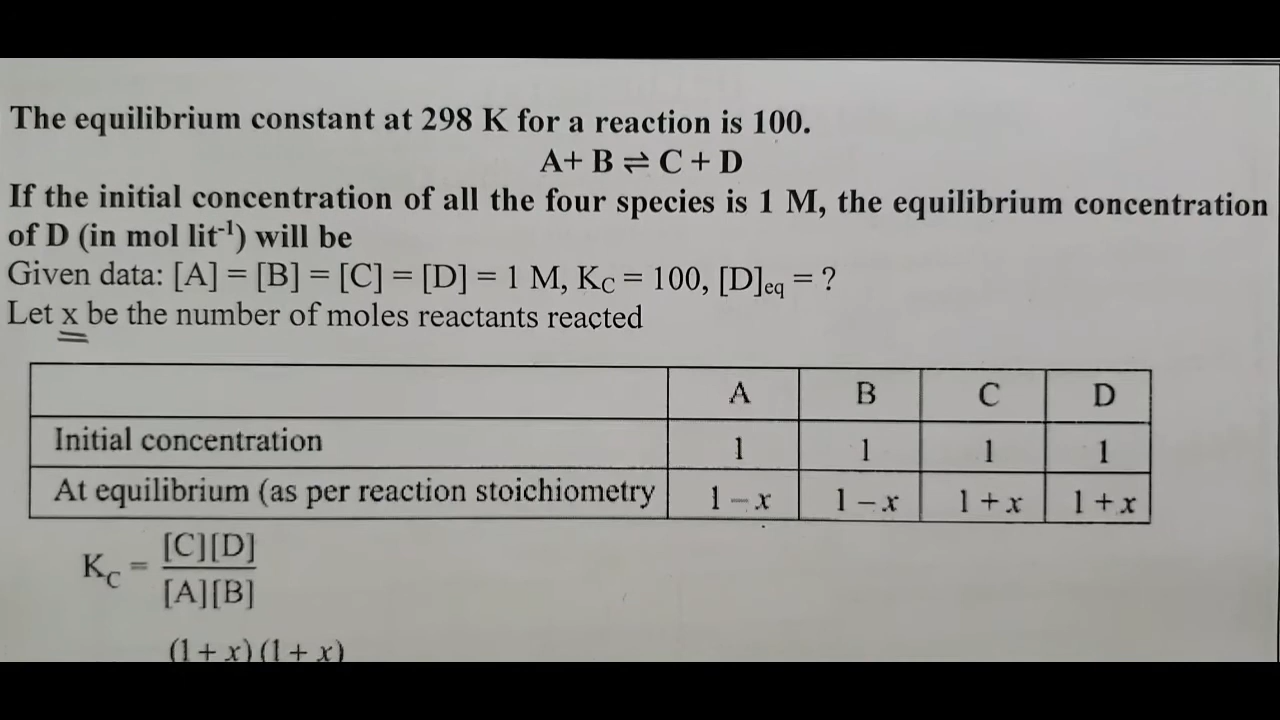 The equilibrium constant at 298 K for a reaction is 100.
A+ B ⇌ C + D
If the initial concentration of all the four species is 1 M, the equilibrium concentration
of D (in mol lit⁻¹) will be
Given data: [A] = [B] = [C] = [D] = 1 M, K_C = 100, [D]_eq = ?
Let x be the number of moles reactants reacted
A B C D
Initial concentration 1 1 1 1
At equilibrium (as per reaction stoichiometry 1 – x 1 – x 1 + x 1 + x
K_C = [C][D]
[A][B]
(1 + x) (1 + x)